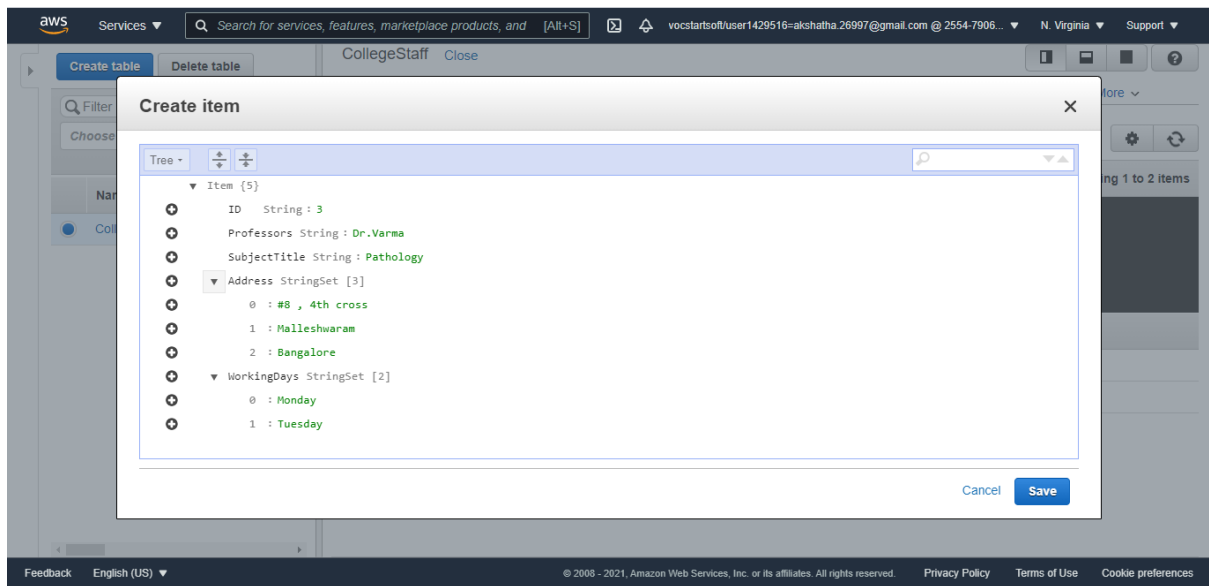 aws Services ▼ Search for services, features, marketplace products, and [Alt+S] vocstartsoft/user1429516=akshatha.26997@gmail.com @ 2554-7906... ▼ N. Virginia ▼ Support ▼
Create table Delete table CollegeStaff Close
Create item
Filter
Choose
Tree
ing 1 to 2 items
Item {5}
ID String : 3
Professors String : Dr.Varma
SubjectTitle String : Pathology
Address StringSet [3]
0 : #8 , 4th cross
1 : Malleshwaram
2 : Bangalore
WorkingDays StringSet [2]
0 : Monday
1 : Tuesday
Cancel Save
Feedback English (US) ▼ © 2008 - 2021, Amazon Web Services, Inc. or its affiliates. All rights reserved. Privacy Policy Terms of Use Cookie preferences